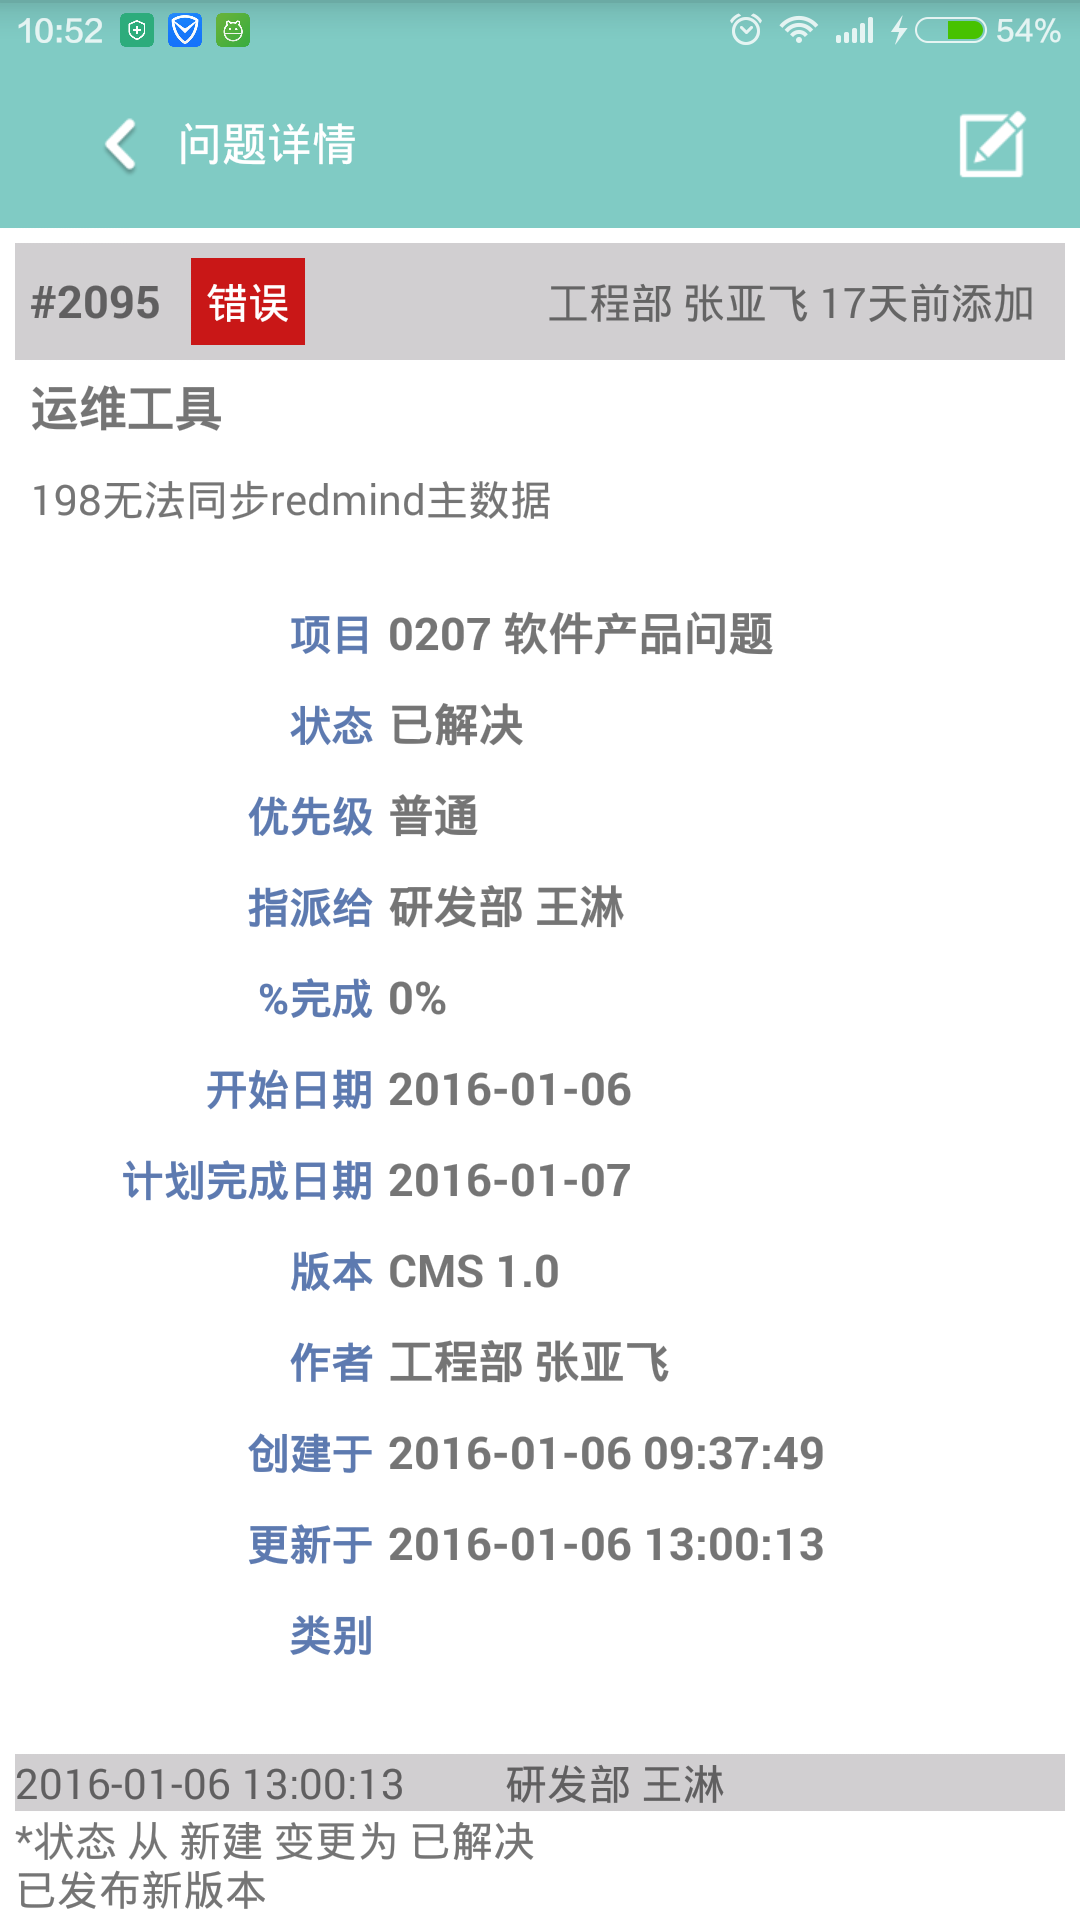 10:52 54%
问题详情
#2095 错误 工程部 张亚飞 17天前添加
运维工具
198无法同步redmind主数据
项目 0207 软件产品问题
状态 已解决
优先级 普通
指派给 研发部 王淋
%完成 0%
开始日期 2016-01-06
计划完成日期 2016-01-07
版本 CMS 1.0
作者 工程部 张亚飞
创建于 2016-01-06 09:37:49
更新于 2016-01-06 13:00:13
类别
2016-01-06 13:00:13 研发部 王淋
*状态 从 新建 变更为 已解决
已发布新版本